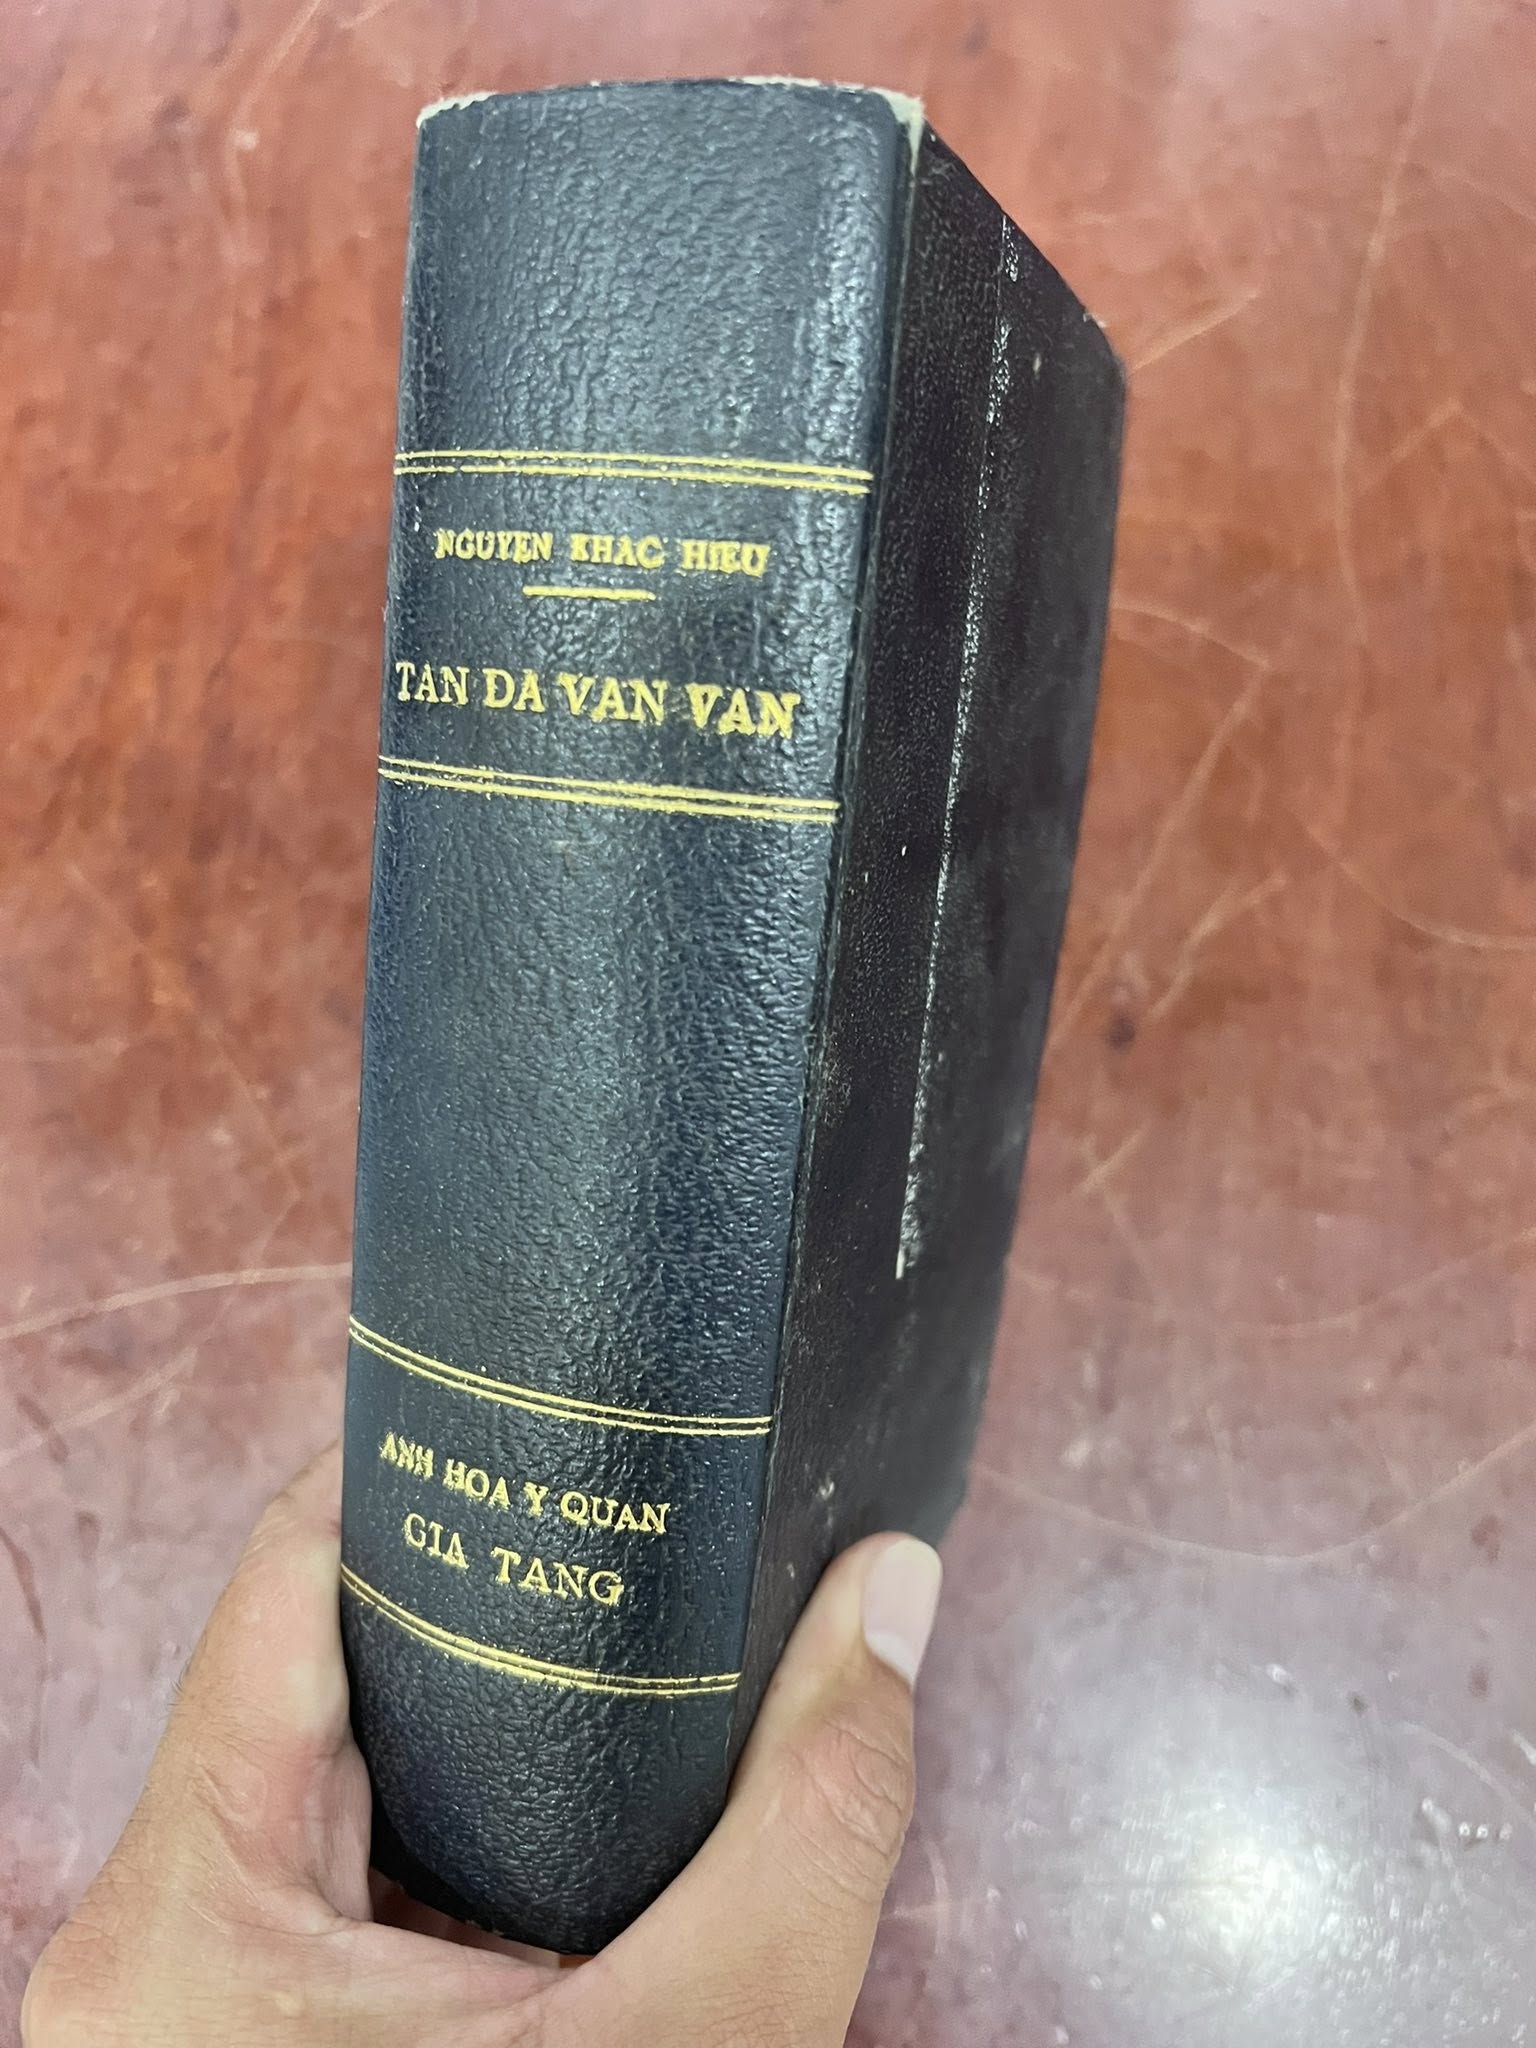 NGUYEN KHAC HIEU
TAN DA VAN VAN
ANH HOA Y QUAN
GIA TANG